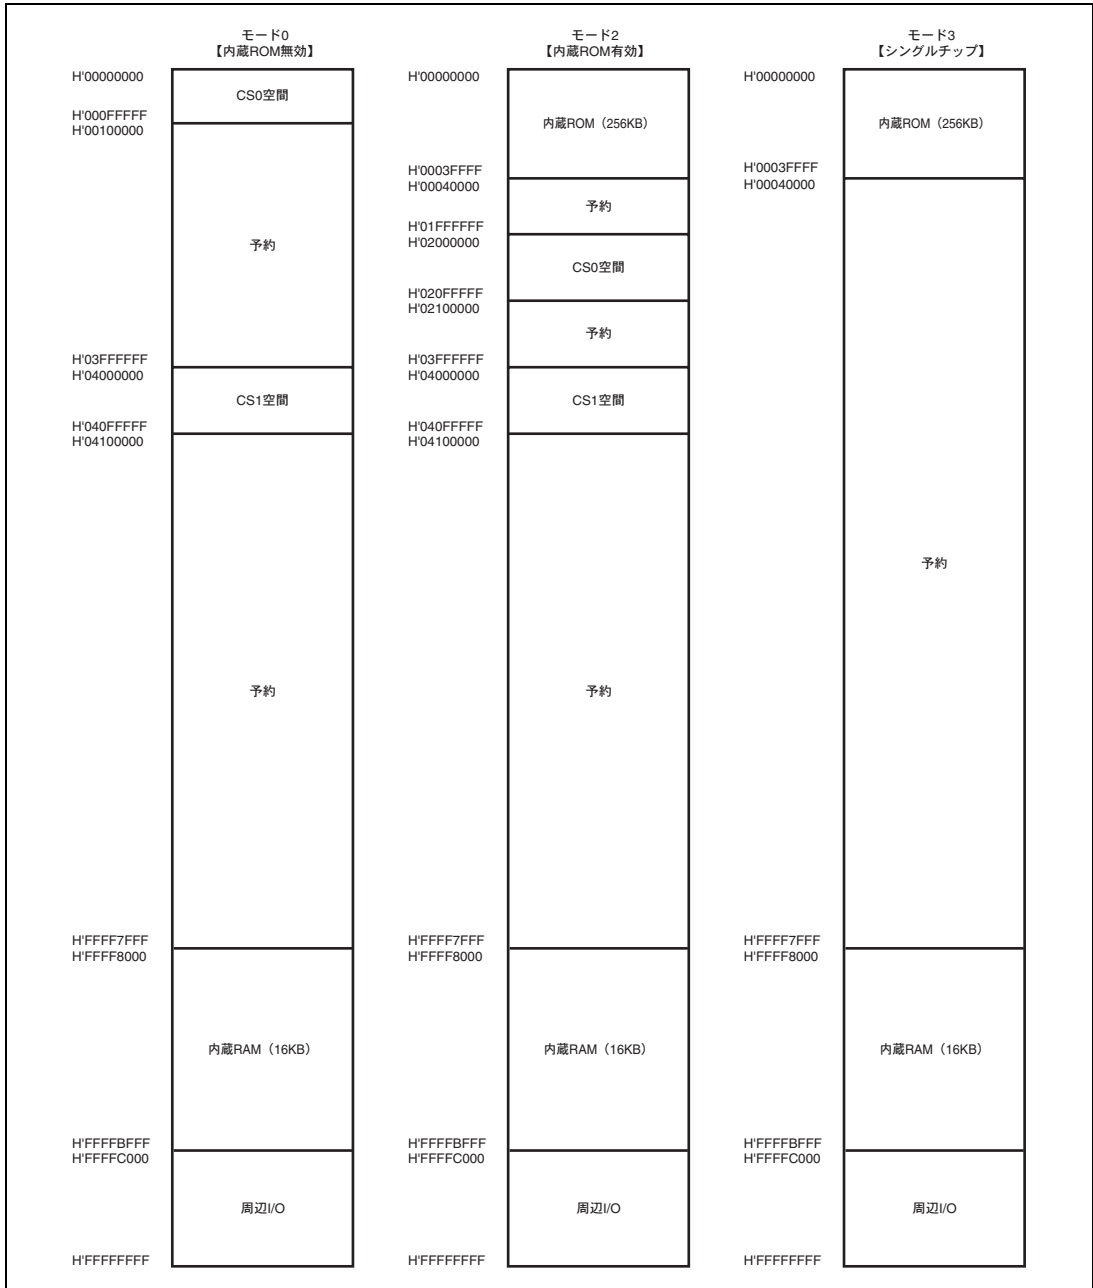 モード0
【内蔵ROM無効】
H'00000000
CS0空間
H'000FFFFF
H'00100000
予約
H'03FFFFFF
H'04000000
CS1空間
H'040FFFFF
H'04100000
予約
H'FFFF7FFF
H'FFFF8000
内蔵RAM（16KB）
H'FFFFBFFF
H'FFFFC000
周辺I/O
H'FFFFFFFF
モード2
【内蔵ROM有効】
H'00000000
内蔵ROM（256KB）
H'0003FFFF
H'00040000
予約
H'01FFFFFF
H'02000000
CS0空間
H'020FFFFF
H'02100000
予約
H'03FFFFFF
H'04000000
CS1空間
H'040FFFFF
H'04100000
予約
H'FFFF7FFF
H'FFFF8000
内蔵RAM（16KB）
H'FFFFBFFF
H'FFFFC000
周辺I/O
H'FFFFFFFF
モード3
【シングルチップ】
H'00000000
内蔵ROM（256KB）
H'0003FFFF
H'00040000
予約
H'FFFF7FFF
H'FFFF8000
内蔵RAM（16KB）
H'FFFFBFFF
H'FFFFC000
周辺I/O
H'FFFFFFFF